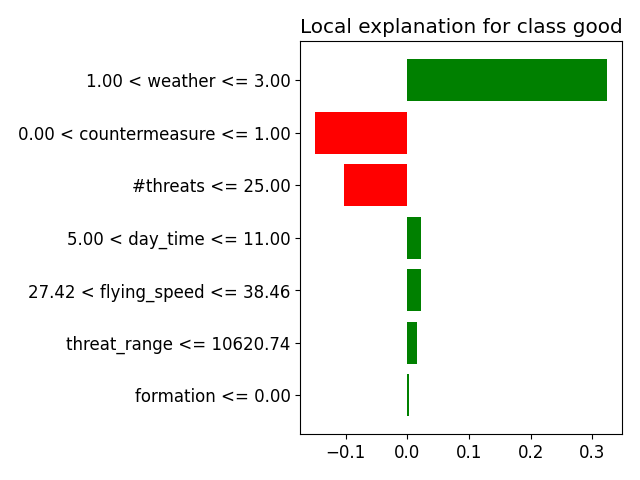 Local explanation for class good
1.00 < weather <= 3.00
0.00 < countermeasure <= 1.00
#threats <= 25.00
5.00 < day_time <= 11.00
27.42 < flying_speed <= 38.46
threat_range <= 10620.74
formation <= 0.00
−0.1 0.0 0.1 0.2 0.3